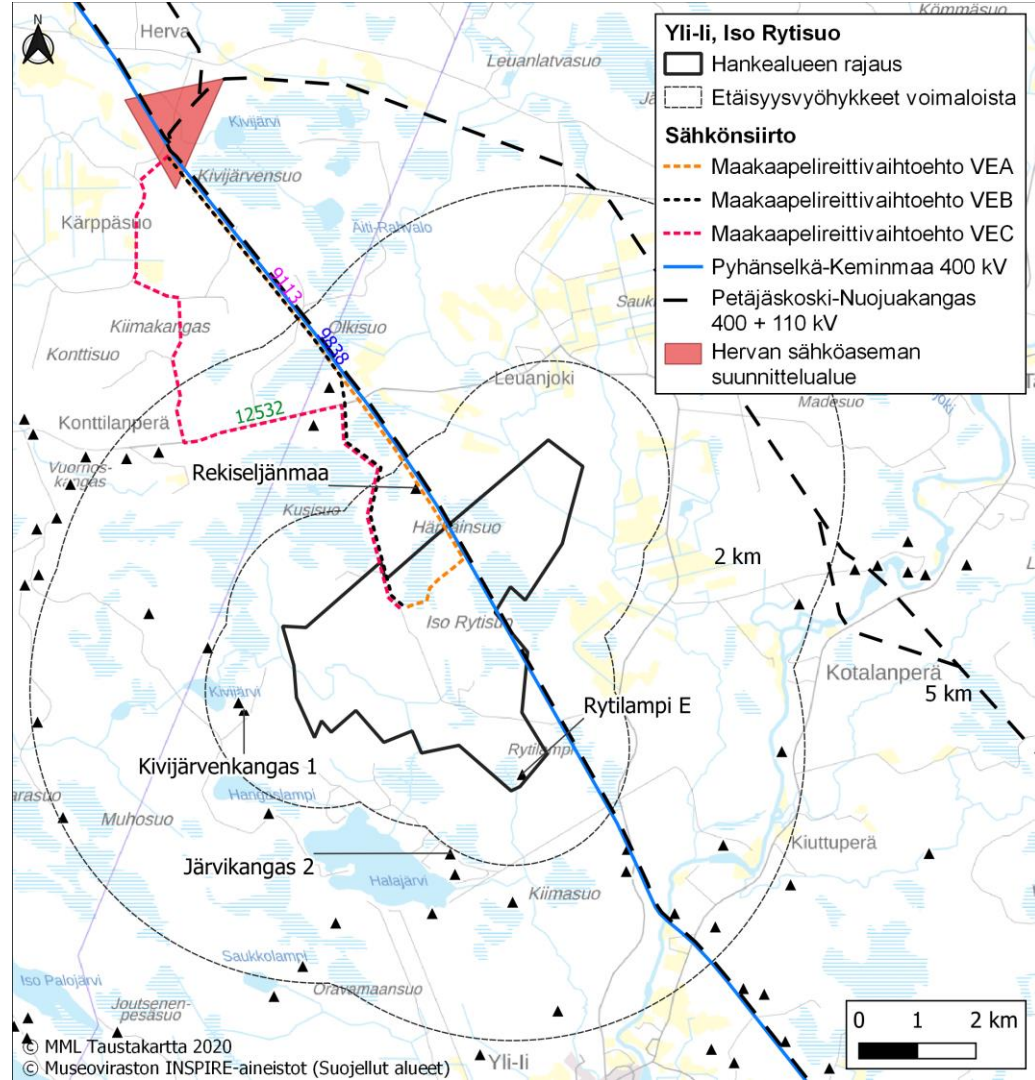 Yli-Ii, Iso Rytisuo
Hankealueen rajaus
Etäisyysvyöhykkeet voimaloista
Sähkönsiirto
Maakaapelireittivaihtoehto VEA
Maakaapelireittivaihtoehto VEB
Maakaapelireittivaihtoehto VEC
Pyhänselkä-Keminmaa 400 kV
Petäjäskoski-Nuojuakangas
400 + 110 kV
Hervan sähköaseman
suunnittelualue
Kömmäsuo
Herva
Leuanlatvasuo
Kivijärvi
Kivijärvensuo
Kärppäsuo
Äiti-Rahvalo
9113
Olkisuo
9838
Kiimakangas
Konttisuo
Leuanjoki
Madesuo
12532
Konttilanperä
Vuornos-
kangas
Rekiseljänmaa
Kusisuo
2 km
Iso Rytisuo
Kotalanperä
5 km
Kivijärvi
Rytilampi E
Rytilampi
Kivijärvenkangas 1
Hangaslampi
Muhosuo
Järvikangas 2
Halajärvi
Kiimasuo
Kiuttuperä
Saukkolampi
Iso Palojärvi
Oravamaansuo
Joutsenen-
pesäsuo
Yli-Ii
0 1 2 km
© MML Taustakartta 2020
© Museoviraston INSPIRE-aineistot (Suojellut alueet)